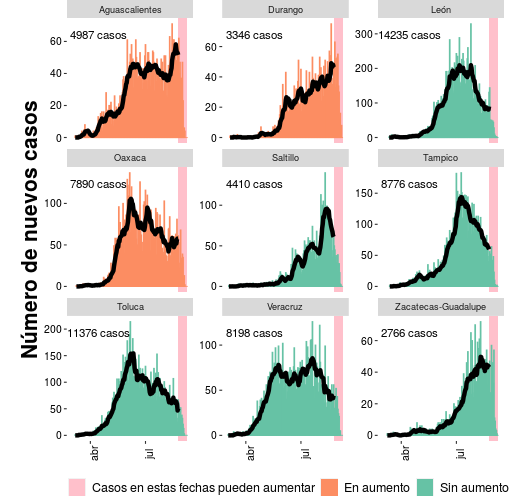 Número de nuevos casos
Aguascalientes
4987 casos
60
40
20
0
Durango
3346 casos
60
40
20
0
León
14235 casos
300
200
100
0
Oaxaca
7890 casos
100
50
0
Saltillo
4410 casos
100
50
0
Tampico
8776 casos
150
100
50
0
Toluca
11376 casos
200
150
100
50
0
abr
jul
Veracruz
8198 casos
100
50
0
abr
jul
Zacatecas-Guadalupe
2766 casos
60
40
20
0
abr
jul
Casos en estas fechas pueden aumentar
En aumento
Sin aumento